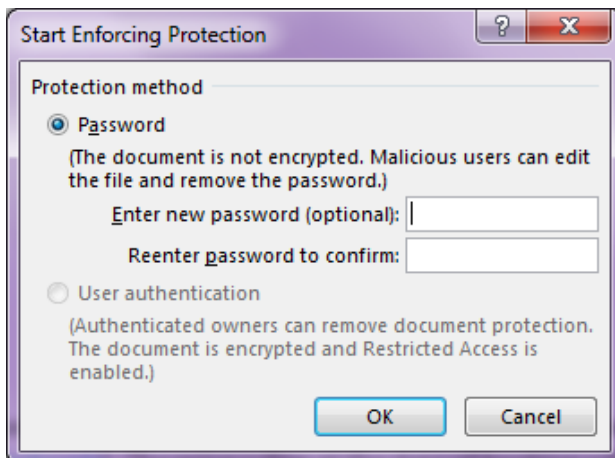 Start Enforcing Protection
?
Protection method
Password
(The document is not encrypted. Malicious users can edit
the file and remove the password.)
Enter new password (optional):
Reenter password to confirm:
User authentication
(Authenticated owners can remove document protection.
The document is encrypted and Restricted Access is
enabled.)
OK Cancel